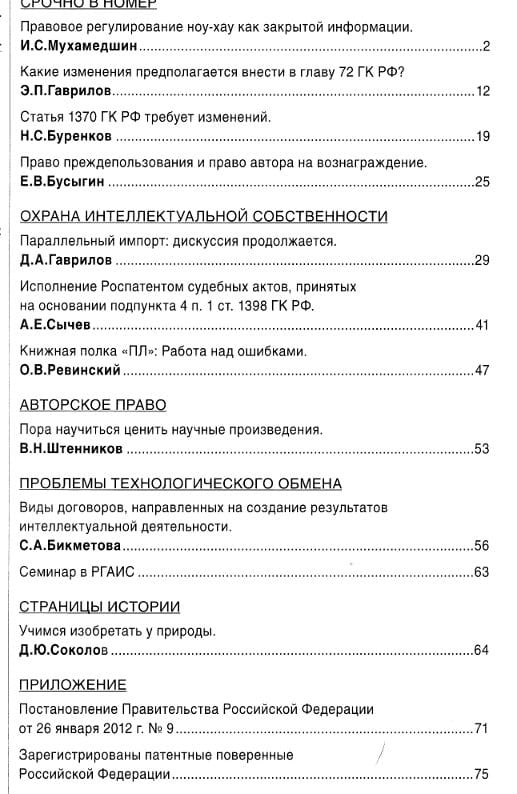 СРОЧНО В НОМЕР
Правовое регулирование ноу-хау как закрытой информации.
И.С.Мухамедшин 2
Какие изменения предполагается внести в главу 72 ГК РФ?
Э.П.Гаврилов 12
Статья 1370 ГК РФ требует изменений.
Н.С.Буренков 19
Право преждепользования и право автора на вознаграждение.
Е.В.Бусыгин 25
ОХРАНА ИНТЕЛЛЕКТУАЛЬНОЙ СОБСТВЕННОСТИ
Параллельный импорт: дискуссия продолжается.
Д.А.Гаврилов 29
Исполнение Роспатентом судебных актов, принятых
на основании подпункта 4 п. 1 ст. 1398 ГК РФ.
А.Е.Сычев 41
Книжная полка «ПЛ»: Работа над ошибками.
О.В.Ревинский 47
АВТОРСКОЕ ПРАВО
Пора научиться ценить научные произведения.
В.Н.Штенников 53
ПРОБЛЕМЫ ТЕХНОЛОГИЧЕСКОГО ОБМЕНА
Виды договоров, направленных на создание результатов
интеллектуальной деятельности.
С.А.Бикметова 56
Семинар в РГАИС 63
СТРАНИЦЫ ИСТОРИИ
Учимся изобретать у природы.
Д.Ю.Соколов 64
ПРИЛОЖЕНИЕ
Постановление Правительства Российской Федерации
от 26 января 2012 г. № 9 71
Зарегистрированы патентные поверенные
Российской Федерации 75